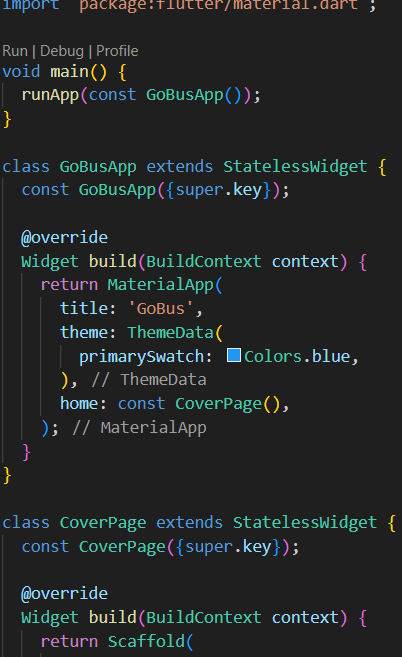 import 'package:flutter/material.dart';
Run | Debug | Profile
void main() {
  runApp(const GoBusApp());
}
class GoBusApp extends StatelessWidget {
  const GoBusApp({super.key});
  @override
  Widget build(BuildContext context) {
    return MaterialApp(
      title: 'GoBus',
      theme: ThemeData(
        primarySwatch: Colors.blue,
      ), // ThemeData
      home: const CoverPage(),
    ); // MaterialApp
  }
}
class CoverPage extends StatelessWidget {
  const CoverPage({super.key});
  @override
  Widget build(BuildContext context) {
    return Scaffold(